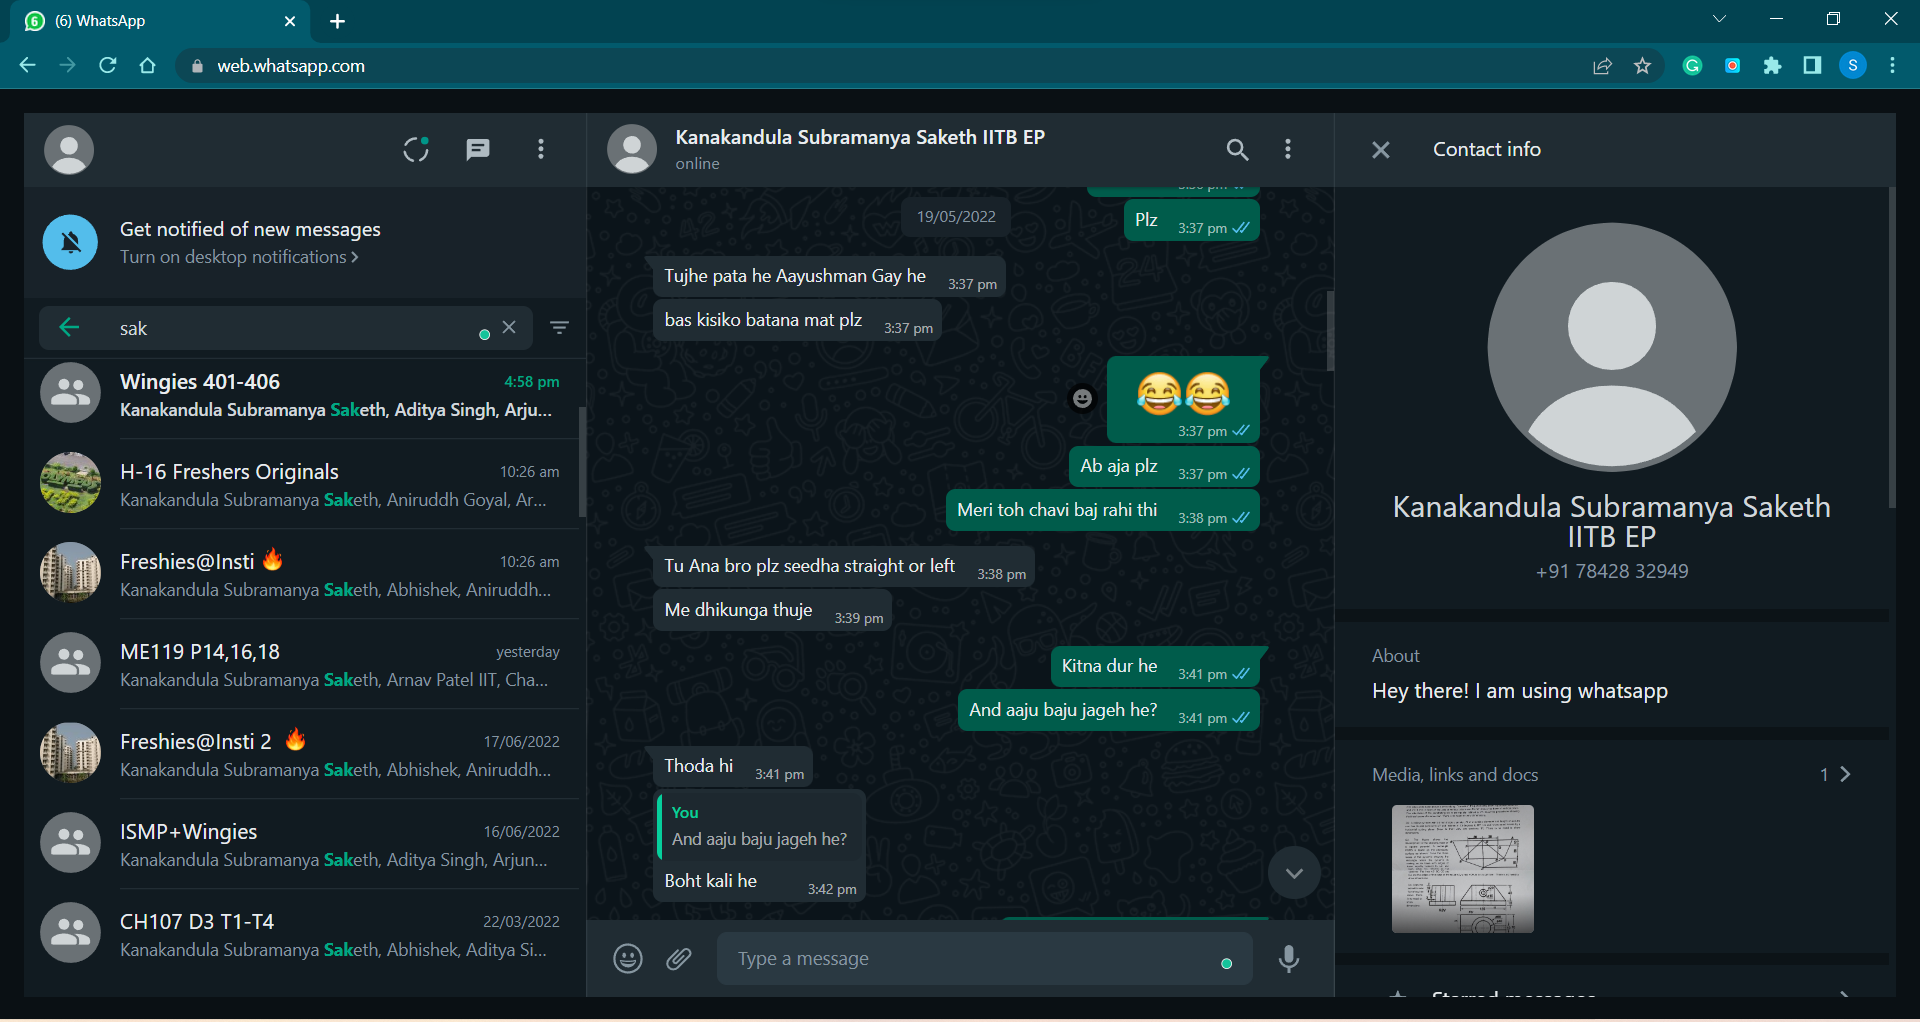 (6) WhatsApp
web.whatsapp.com
S
Get notified of new messages
Turn on desktop notifications
sak
Wingies 401-406
4:58 pm
Kanakandula Subramanya Saketh, Aditya Singh, Arju...
H-16 Freshers Originals
10:26 am
Kanakandula Subramanya Saketh, Aniruddh Goyal, Ar...
Freshies@Insti 🔥
10:26 am
Kanakandula Subramanya Saketh, Abhishek, Aniruddh...
ME119 P14,16,18
yesterday
Kanakandula Subramanya Saketh, Arnav Patel IIT, Cha...
Freshies@Insti 2 🔥
17/06/2022
Kanakandula Subramanya Saketh, Abhishek, Aniruddh...
ISMP+Wingies
16/06/2022
Kanakandula Subramanya Saketh, Aditya Singh, Arjun...
CH107 D3 T1-T4
22/03/2022
Kanakandula Subramanya Saketh, Abhishek, Aditya Si...
Kanakandula Subramanya Saketh IITB EP
online
19/05/2022
Plz 3:37 pm
Tujhe pata he Aayushman Gay he 3:37 pm
bas kisiko batana mat plz 3:37 pm
😂😂
3:37 pm
Ab aja plz 3:37 pm
Meri toh chavi baj rahi thi 3:38 pm
Tu Ana bro plz seedha straight or left 3:38 pm
Me dhikunga thuje 3:39 pm
Kitna dur he 3:41 pm
And aaju baju jageh he? 3:41 pm
Thoda hi 3:41 pm
You
And aaju baju jageh he?
Boht kali he 3:42 pm
Type a message
Contact info
Kanakandula Subramanya Saketh
IITB EP
+91 78428 32949
About
Hey there! I am using whatsapp
Media, links and docs 1
Starred messages